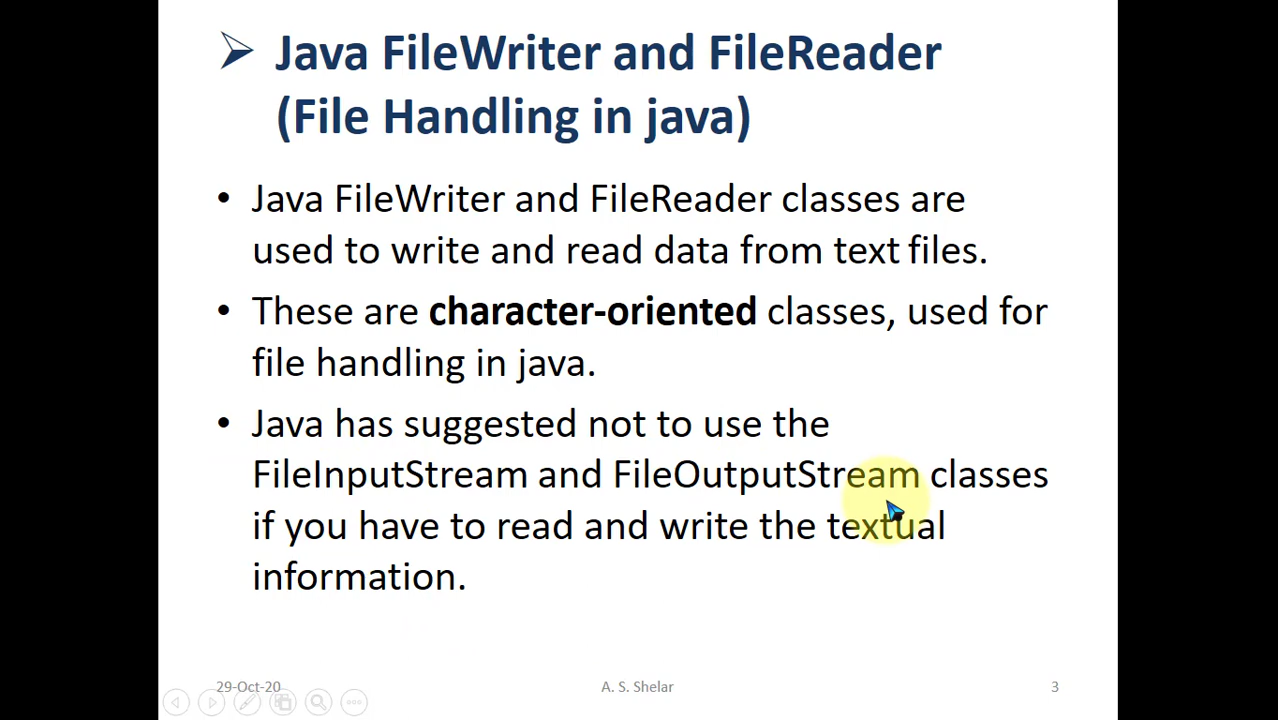 ➢ Java FileWriter and FileReader
(File Handling in java)
• Java FileWriter and FileReader classes are
used to write and read data from text files.
• These are character-oriented classes, used for
file handling in java.
• Java has suggested not to use the
FileInputStream and FileOutputStream classes
if you have to read and write the textual
information.
29-Oct-20 A. S. Shelar 3